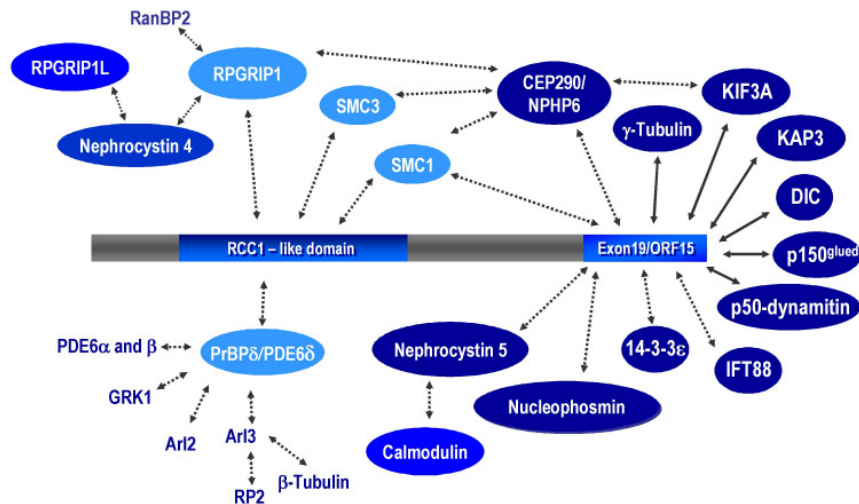 RanBP2
RPGRIP1L
RPGRIP1
CEP290/
NPHP6
KIF3A
SMC3
γ-Tubulin
KAP3
Nephrocystin 4
SMC1
DIC
RCC1 – like domain
Exon19/ORF15
p150glued
p50-dynamitin
PDE6α and β
PrBPδ/PDE6δ
Nephrocystin 5
14-3-3ε
IFT88
GRK1
Nucleophosmin
Arl2
Arl3
Calmodulin
β-Tubulin
RP2